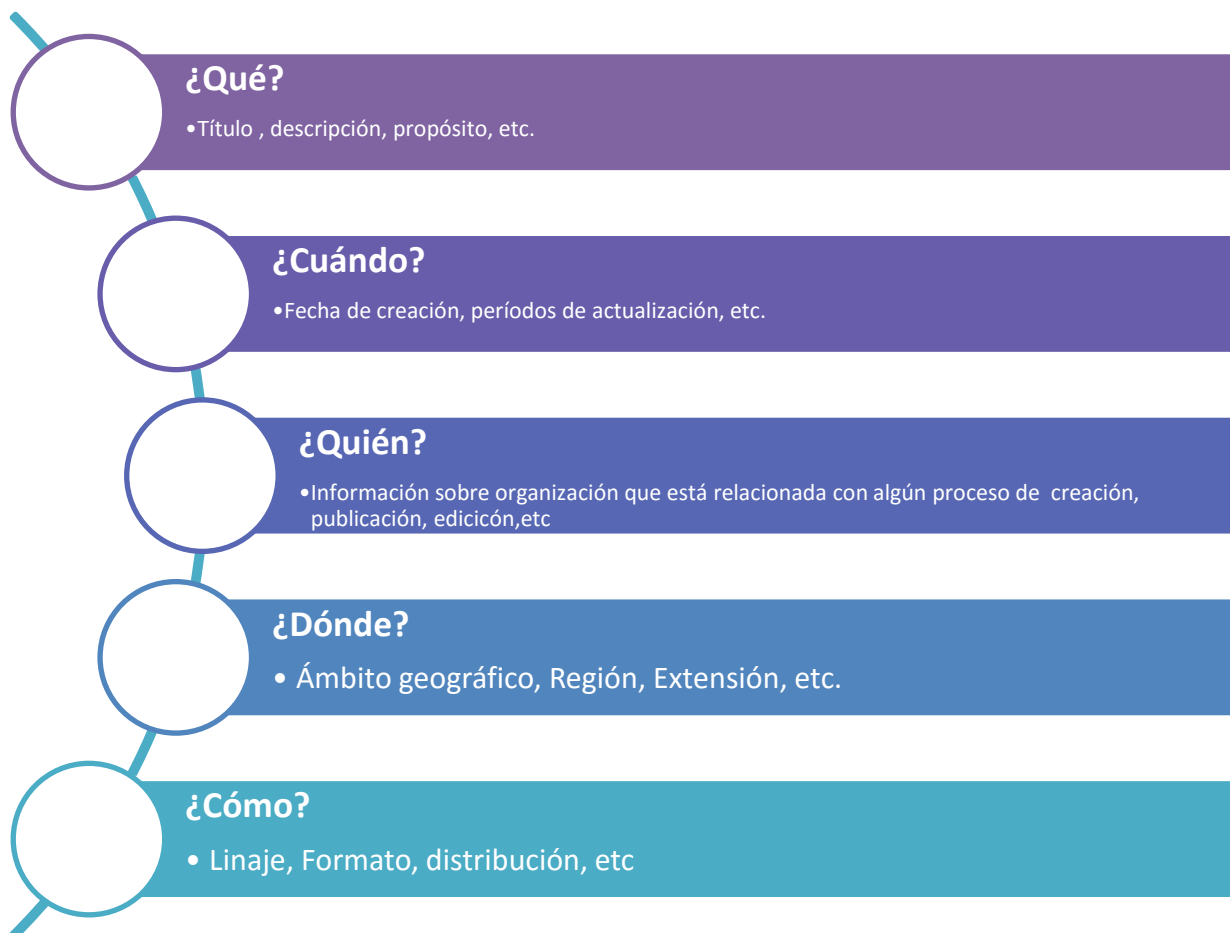 ¿Qué?
•Título , descripción, propósito, etc.
¿Cuándo?
•Fecha de creación, períodos de actualización, etc.
¿Quién?
•Información sobre organización que está relacionada con algún proceso de  creación,
publicación, edicicón,etc
¿Dónde?
• Ámbito geográfico, Región, Extensión, etc.
¿Cómo?
• Linaje, Formato, distribución, etc